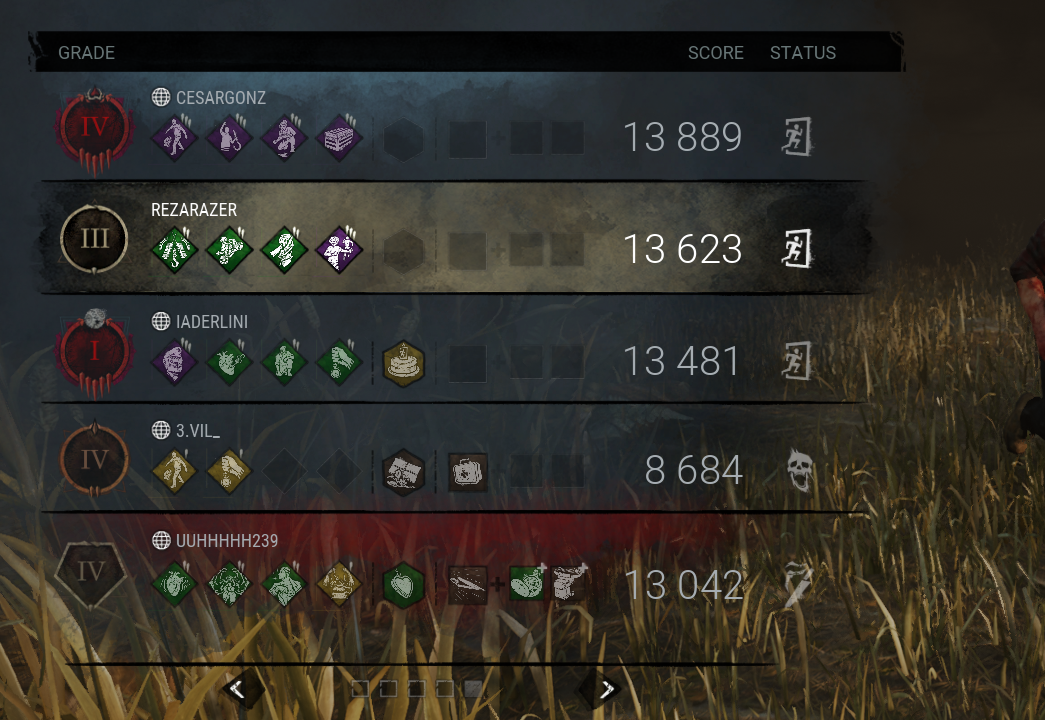 GRADE SCORE STATUS
CESARGONZ
IV 13 889
REZARAZER
III 13 623
IADERLINI
I 13 481
3.VIL_
IV 8 684
UUHHHHH239
IV 13 042